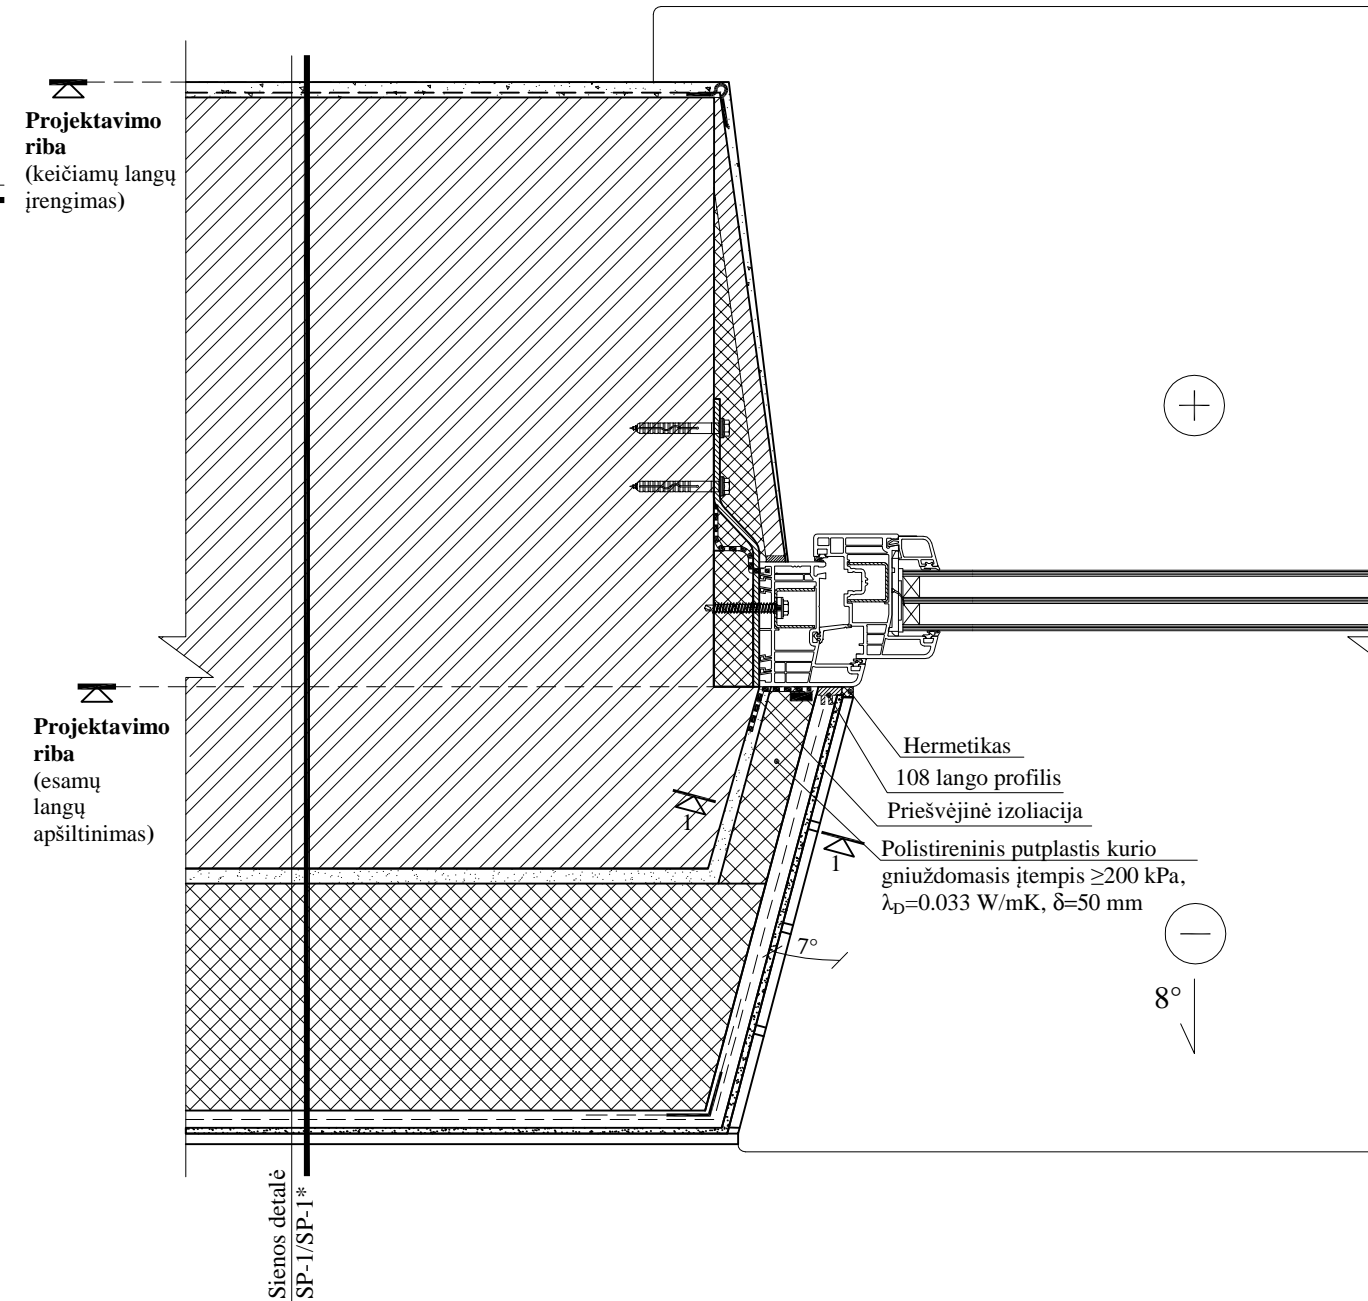 Projektavimo
riba
(keičiamų langų
įrengimas)
Projektavimo
riba
(esamų
langų
apšiltinimas)
1
1
Hermetikas
108 lango profilis
Priešvėjinė izoliacija
Polistireninis putplastis kurio
gniuždomasis įtempis ≥200 kPa,
λD=0.033 W/mK, δ=50 mm
7°
8°
Sienos detalė
SP-1/SP-1*